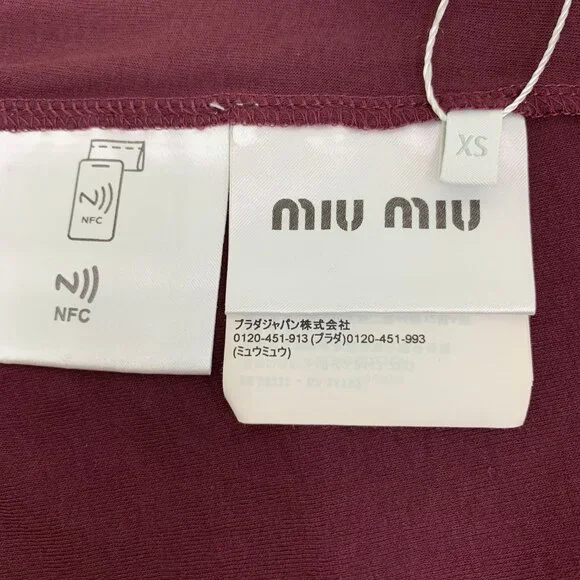 NFC
NFC
XS
miu miu
プラダジャパン株式会社
0120-451-913 (プラダ)0120-451-993
(ミュウミュウ)